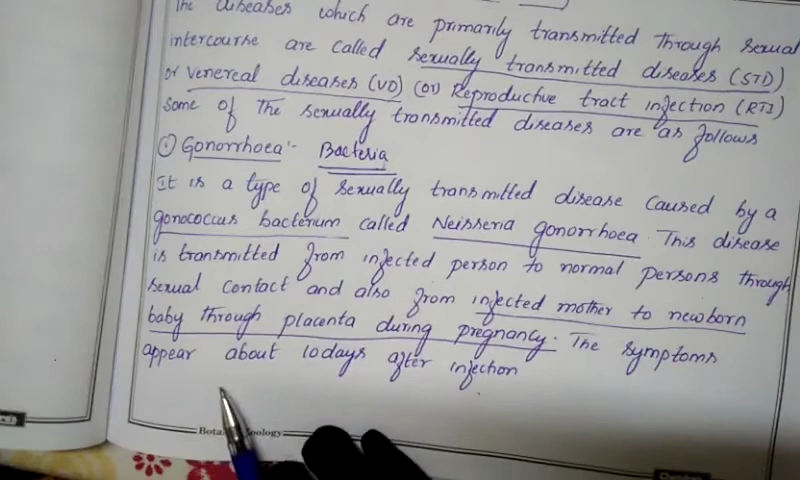 The diseases which are primarily transmitted through sexual
intercourse are called sexually transmitted diseases (STD)
or venereal diseases (VD) (or) Reproductive tract infection (RTI)
some of the sexually transmitted diseases are as follows
① Gonorrhoea :- Bacteria
It is a type of sexually transmitted disease caused by a
gonococcus bacterium called Neisseria gonorrhoea. This disease
is transmitted from infected person to normal persons through
sexual contact and also from infected mother to newborn
baby through placenta during pregnancy. The symptoms
appear about 10days after infection